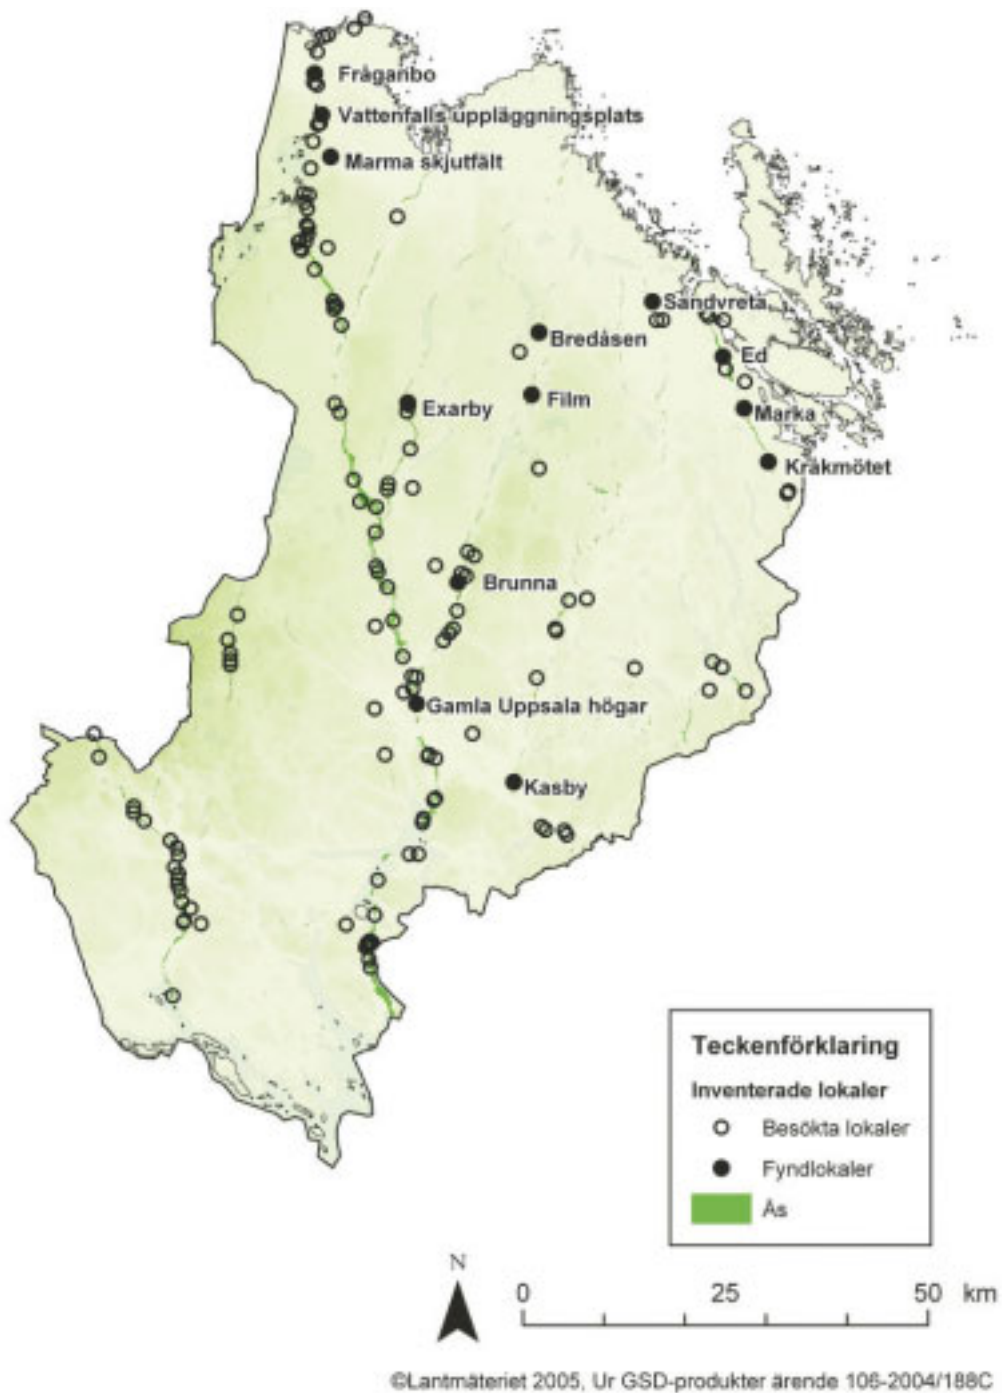 Fråganbo
Vattenfalls uppläggningsplats
Marma skjutfält
Sandvreta
Bredåsen
Ed
Film
Exarby
Marka
Kråkmötet
Brunna
Gamla Uppsala högar
Kasby
Teckenförklaring
Inventerade lokaler
Besökta lokaler
Fyndlokaler
Ås
N
0 25 50 km
©Lantmäteriet 2005, Ur GSD-produkter ärende 106-2004/188C